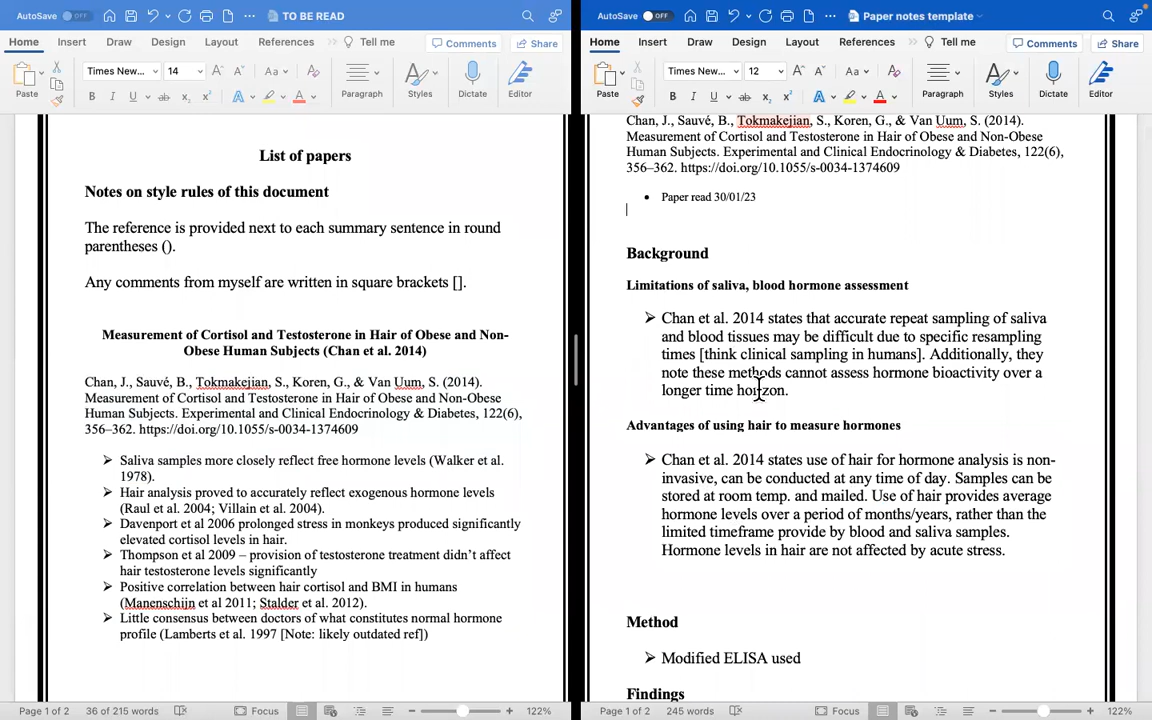 AutoSave OFF TO BE READ
Home Insert Draw Design Layout References Tell me Comments Share
Times New... 14 A A Aa A
Paste B I U ab x₂ x² A A Paragraph Styles Dictate Editor
List of papers
Notes on style rules of this document
The reference is provided next to each summary sentence in round
parentheses ().
Any comments from myself are written in square brackets [].
Measurement of Cortisol and Testosterone in Hair of Obese and Non-
Obese Human Subjects (Chan et al. 2014)
Chan, J., Sauvé, B., Tokmakejian, S., Koren, G., & Van Uum, S. (2014).
Measurement of Cortisol and Testosterone in Hair of Obese and Non-Obese
Human Subjects. Experimental and Clinical Endocrinology & Diabetes, 122(6),
356–362. https://doi.org/10.1055/s-0034-1374609
➢ Saliva samples more closely reflect free hormone levels (Walker et al.
1978).
➢ Hair analysis proved to accurately reflect exogenous hormone levels
(Raul et al. 2004; Villain et al. 2004).
➢ Davenport et al 2006 prolonged stress in monkeys produced significantly
elevated cortisol levels in hair.
➢ Thompson et al 2009 – provision of testosterone treatment didn't affect
hair testosterone levels significantly
➢ Positive correlation between hair cortisol and BMI in humans
(Manenschijn et al 2011; Stalder et al. 2012).
➢ Little consensus between doctors of what constitutes normal hormone
profile (Lamberts et al. 1997 [Note: likely outdated ref])
Page 1 of 2 36 of 215 words Focus 122%
AutoSave OFF Paper notes template
Home Insert Draw Design Layout References Tell me Comments Share
Times New... 12 A A Aa A
Paste B I U ab x₂ x² A A Paragraph Styles Dictate Editor
Chan, J., Sauvé, B., Tokmakejian, S., Koren, G., & Van Uum, S. (2014).
Measurement of Cortisol and Testosterone in Hair of Obese and Non-Obese
Human Subjects. Experimental and Clinical Endocrinology & Diabetes, 122(6),
356–362. https://doi.org/10.1055/s-0034-1374609
• Paper read 30/01/23
Background
Limitations of saliva, blood hormone assessment
➢ Chan et al. 2014 states that accurate repeat sampling of saliva
and blood tissues may be difficult due to specific resampling
times [think clinical sampling in humans]. Additionally, they
note these methods cannot assess hormone bioactivity over a
longer time horizon.
Advantages of using hair to measure hormones
➢ Chan et al. 2014 states use of hair for hormone analysis is non-
invasive, can be conducted at any time of day. Samples can be
stored at room temp. and mailed. Use of hair provides average
hormone levels over a period of months/years, rather than the
limited timeframe provide by blood and saliva samples.
Hormone levels in hair are not affected by acute stress.
Method
➢ Modified ELISA used
Findings
Page 1 of 2 245 words Focus 122%